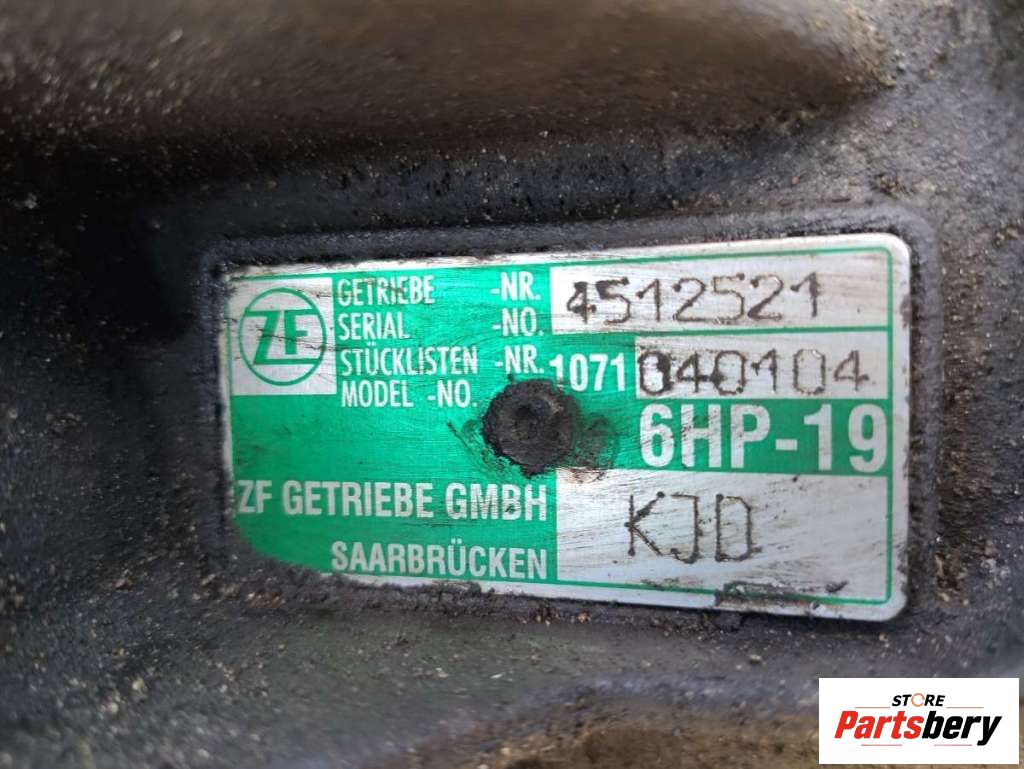 ZF
GETRIEBE -NR. 4512521
SERIAL -NO.
STÜCKLISTEN -NR. 1071 040104
MODEL -NO.
6HP-19
ZF GETRIEBE GMBH
SAARBRÜCKEN
KJD
STORE
Partsbery